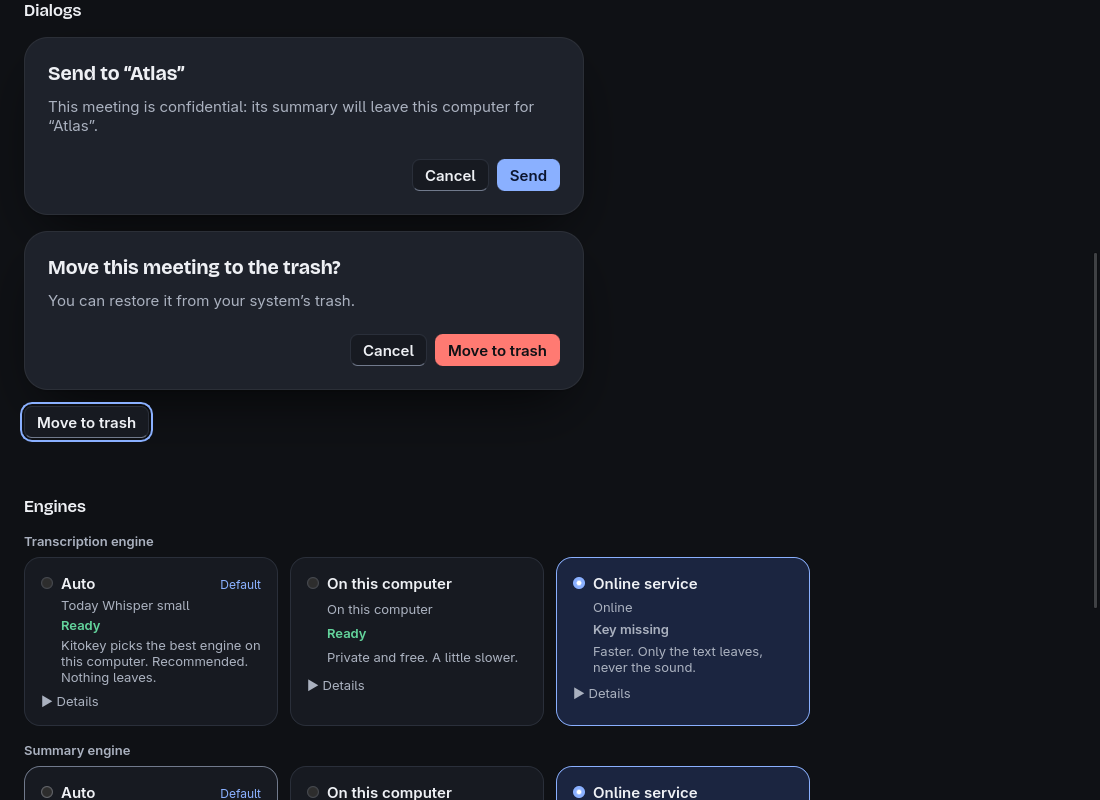 Dialogs
Send to “Atlas”
This meeting is confidential: its summary will leave this computer for
“Atlas”.
Cancel
Send
Move this meeting to the trash?
You can restore it from your system’s trash.
Cancel
Move to trash
Move to trash
Engines
Transcription engine
Auto
Default
Today Whisper small
Ready
Kitokey picks the best engine on
this computer. Recommended.
Nothing leaves.
▶ Details
On this computer
On this computer
Ready
Private and free. A little slower.
▶ Details
Online service
Online
Key missing
Faster. Only the text leaves,
never the sound.
▶ Details
Summary engine
Auto
Default
On this computer
Online service